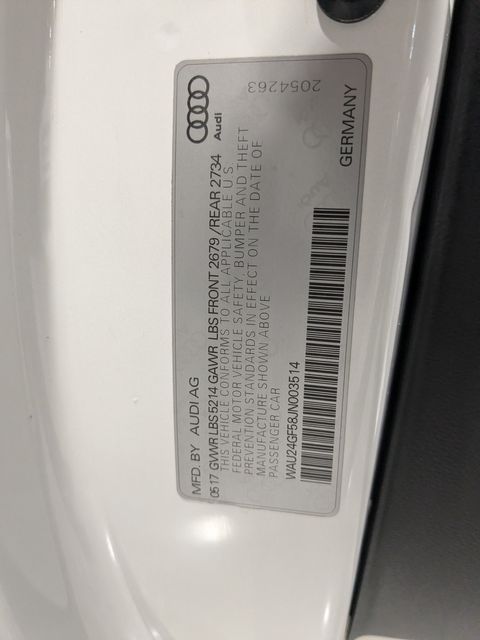 MFD. BY AUDI AG
0517 GVWR LBS 5214 GAWR LBS FRONT 2679 / REAR 2734
THIS VEHICLE CONFORMS TO ALL APPLICABLE U.S.
FEDERAL MOTOR VEHICLE SAFETY, BUMPER AND THEFT
PREVENTION STANDARDS IN EFFECT ON THE DATE OF
MANUFACTURE SHOWN ABOVE
PASSENGER CAR
WAU24GF58JN003514
Audi
2054263
GERMANY